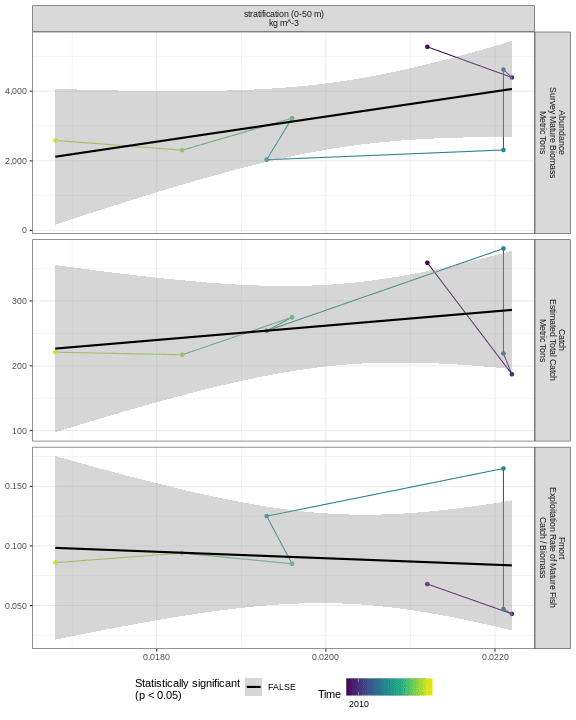 stratification (0-50 m)
kg m^-3
4,000
2,000
0
Abundance
Survey Mature Biomass
Metric Tons
300
200
100
Catch
Estimated Total Catch
Metric Tons
0.150
0.100
0.050
Fmort
Exploitation Rate of Mature Fish
Catch / Biomass
0.0180
0.0200
0.0220
Statistically significant
(p < 0.05)
FALSE
Time
2010